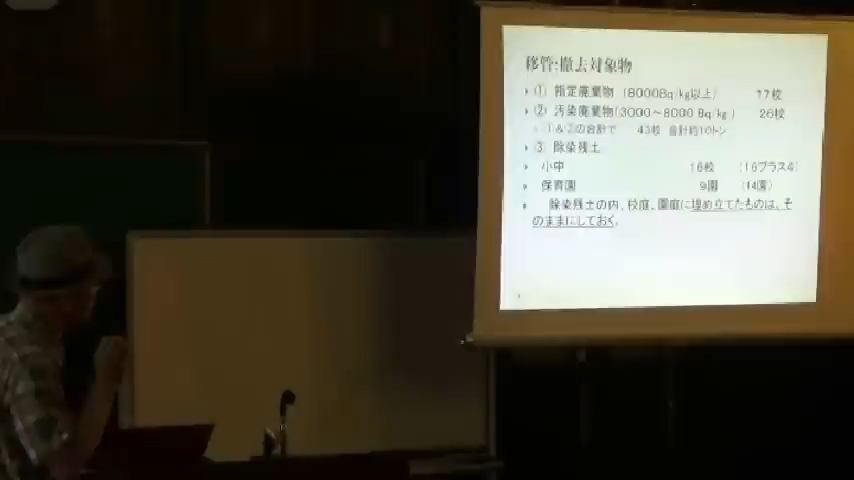 移管:撤去対象物
① 指定廃棄物 (8000Bq/kg以上) 17校
② 汚染廃棄物(3000～8000 Bq/kg) 26校
①&②の合計で 43校 合計約10トン
③ 除染残土
小中 16校 (16プラス4)
保育園 9園 (14園)
除染残土の内、校庭、園庭に埋め立てたものは、そ
のままにしておく。